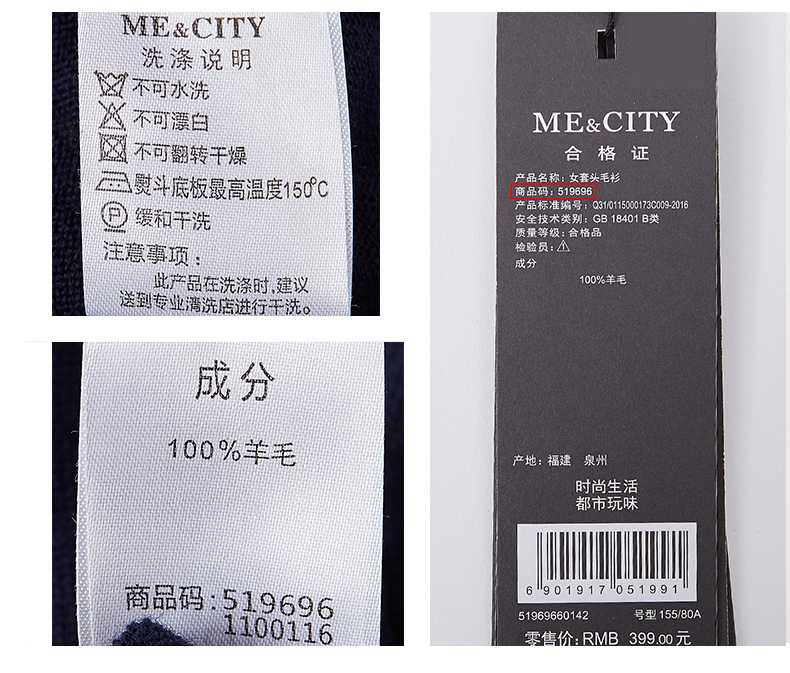 ME&CITY
洗涤说明
不可水洗
不可漂白
不可翻转干燥
熨斗底板最高温度150℃
P 缓和干洗
注意事项:
此产品在洗涤时,建议
送到专业清洗店进行干洗。
成分
100%羊毛
商品码:519696
1100116
ME&CITY
合格证
产品名称: 女套头毛衫
商品码: 519696
产品标准编号: Q31/0115000173C009-2016
安全技术类别: GB 18401 B类
质量等级: 合格品
检验员:
成分
100%羊毛
产地: 福建 泉州
时尚生活
都市玩味
6 901917 051991
51969660142 号型 155/80A
零售价: RMB 399.00 元